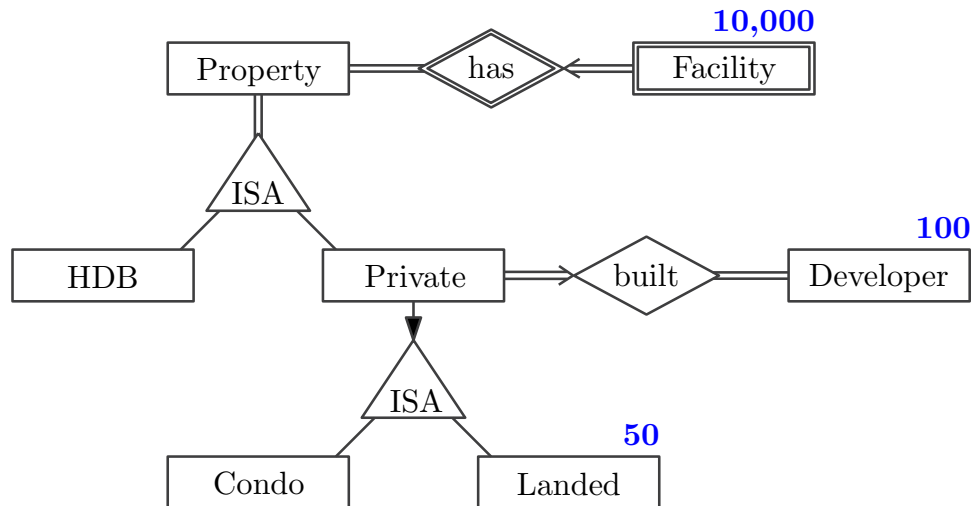 10,000
Property
has
Facility
ISA
100
HDB
Private
built
Developer
ISA
50
Condo
Landed